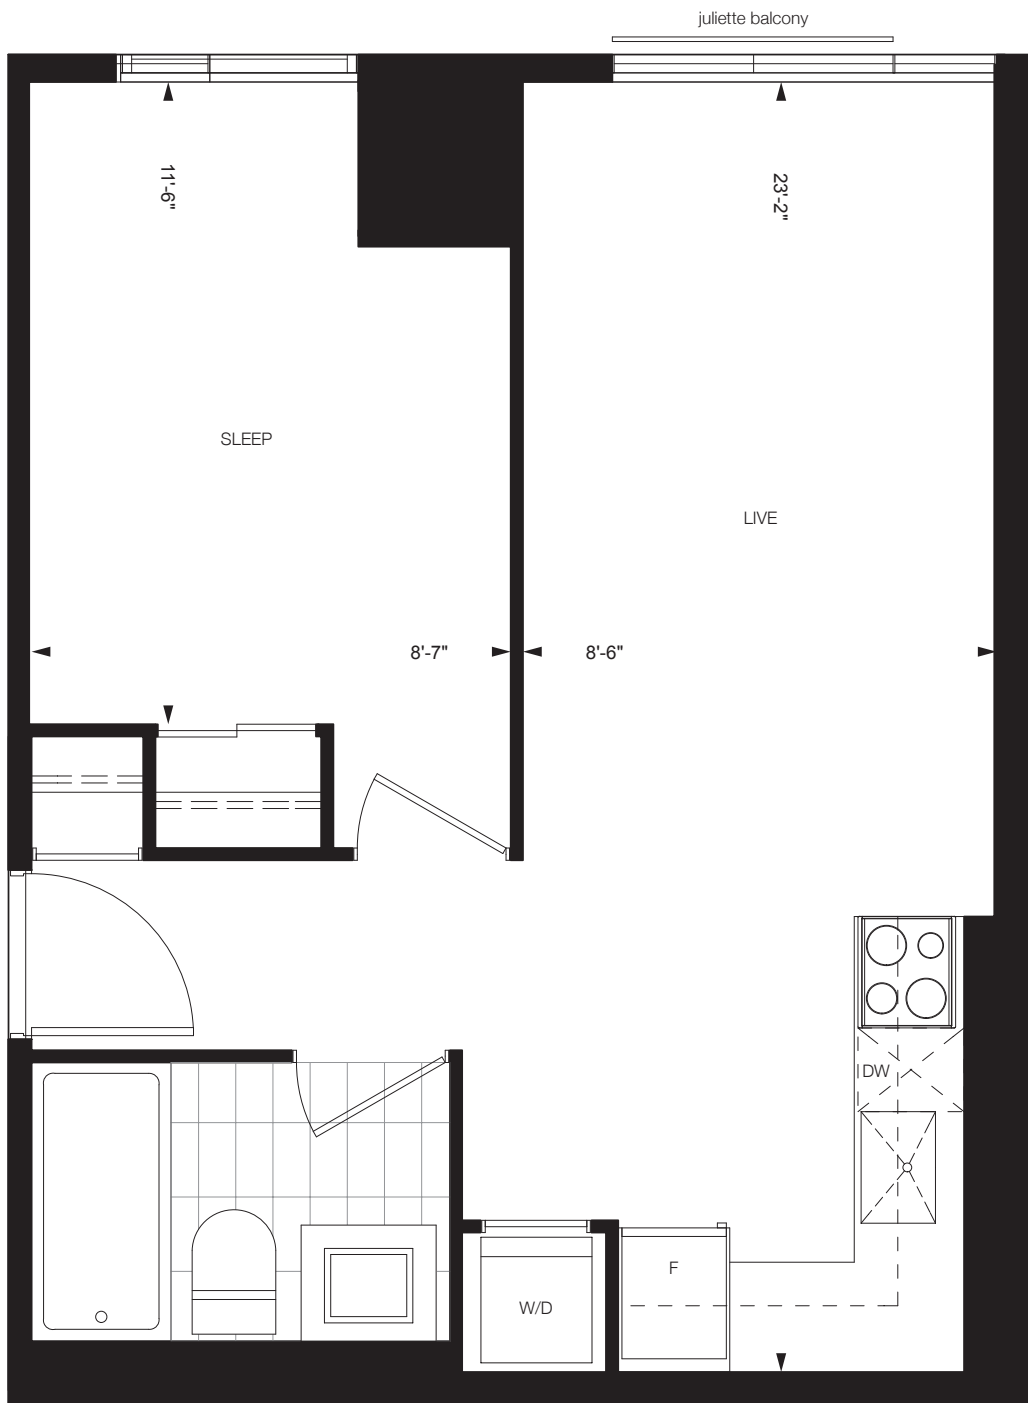 juliette balcony
11'-6"
23'-2"
SLEEP
LIVE
8'-7"
8'-6"
DW
F
W/D